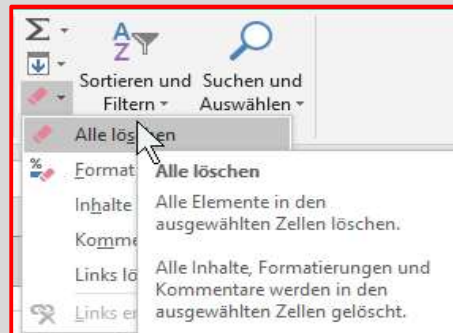 Σ
A
Z
Sortieren und
Filtern
Suchen und
Auswählen
Alle löschen
%
Format
Inhalte
Komme
Links lö
Links e
Alle löschen
Alle Elemente in den
ausgewählten Zellen löschen.
Alle Inhalte, Formatierungen und
Kommentare werden in den
ausgewählten Zellen gelöscht.